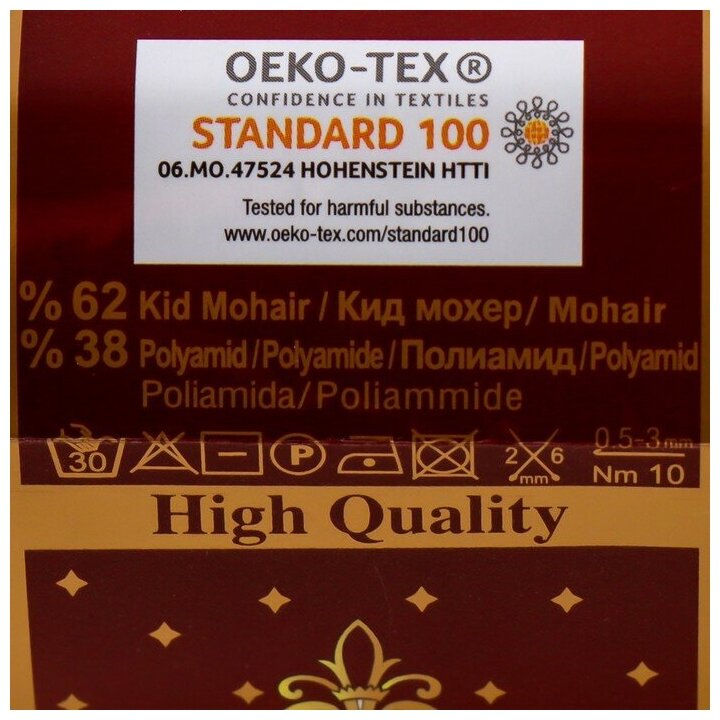 OEKO-TEX®
CONFIDENCE IN TEXTILES
STANDARD 100
06.MO.47524 HOHENSTEIN HTTI
Tested for harmful substances.
www.oeko-tex.com/standard100
% 62 Kid Mohair / Кид мохер / Mohair
% 38 Polyamid / Polyamide / Полиамид / Polyamid
Poliamida / Poliammide
30 P 2 6 mm 0.5-3 mm Nm 10
High Quality